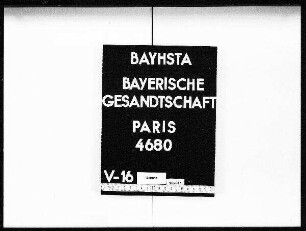 BAYHSTA
BAYERISCHE
GESANDTSCHAFT
PARIS
4680
V-16